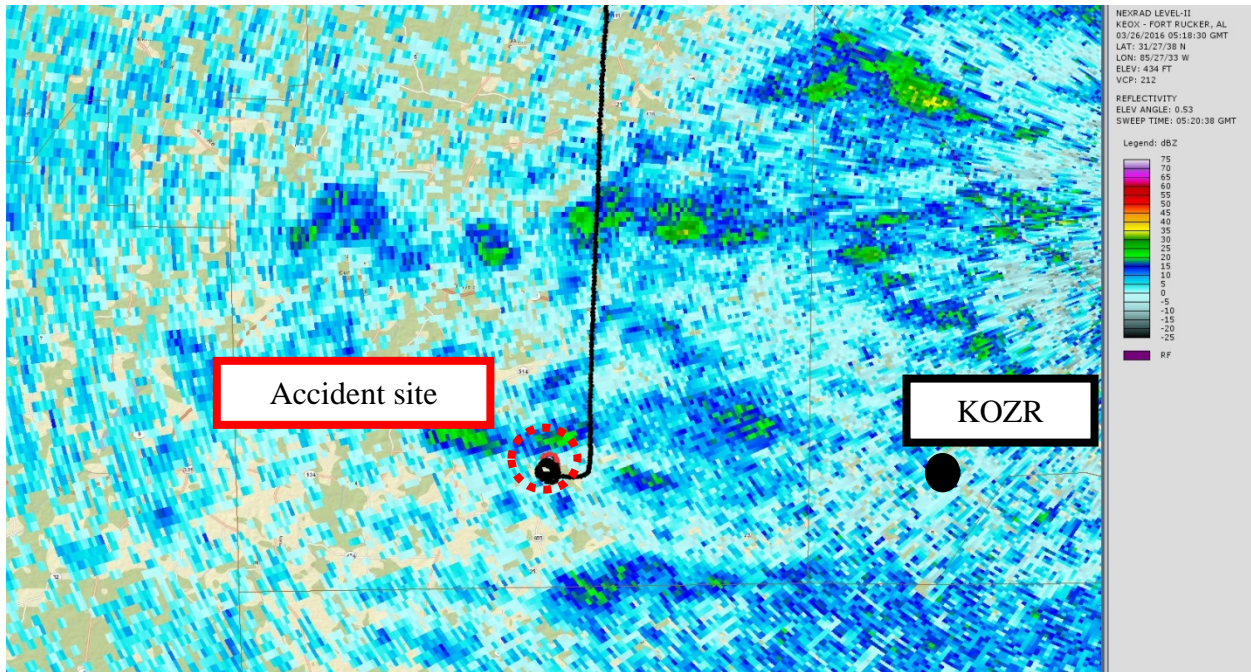 NEXRAD LEVEL-II
KEOX - FORT RUCKER, AL
03/26/2016 05:18:30 GMT
LAT: 31/27/38 N
LON: 85/27/33 W
ELEV: 434 FT
VCP: 212
REFLECTIVITY
ELEV ANGLE: 0.53
SWEEP TIME: 05:20:38 GMT
Legend: dBZ
75
70
65
60
55
50
45
40
35
30
25
20
15
10
5
0
-5
-10
-15
-20
-25
RF
Accident site
KOZR